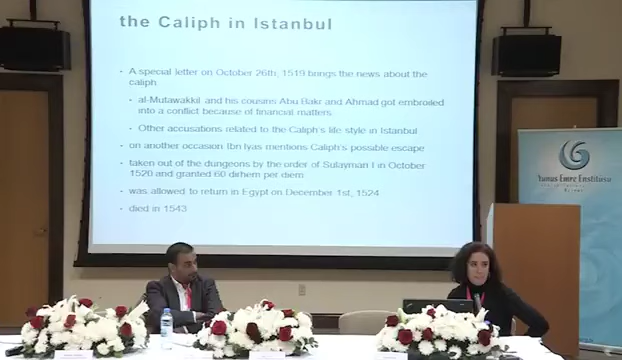 the Caliph in Istanbul
A special letter on October 26th, 1519 brings the news about the
caliph
al-Mutawakkil and his cousins Abu Bakr and Ahmad got embroiled
into a conflict because of financial matters.
Other accusations related to the Caliph's life style in Istanbul
on another occasion Ibn Iyas mentions Caliph's possible escape
taken out of the dungeons by the order of Sulayman I in October
1520 and granted 60 dirhem per diem
was allowed to return in Egypt on December 1st, 1524
died in 1543
Yunus Emre Enstitüsü